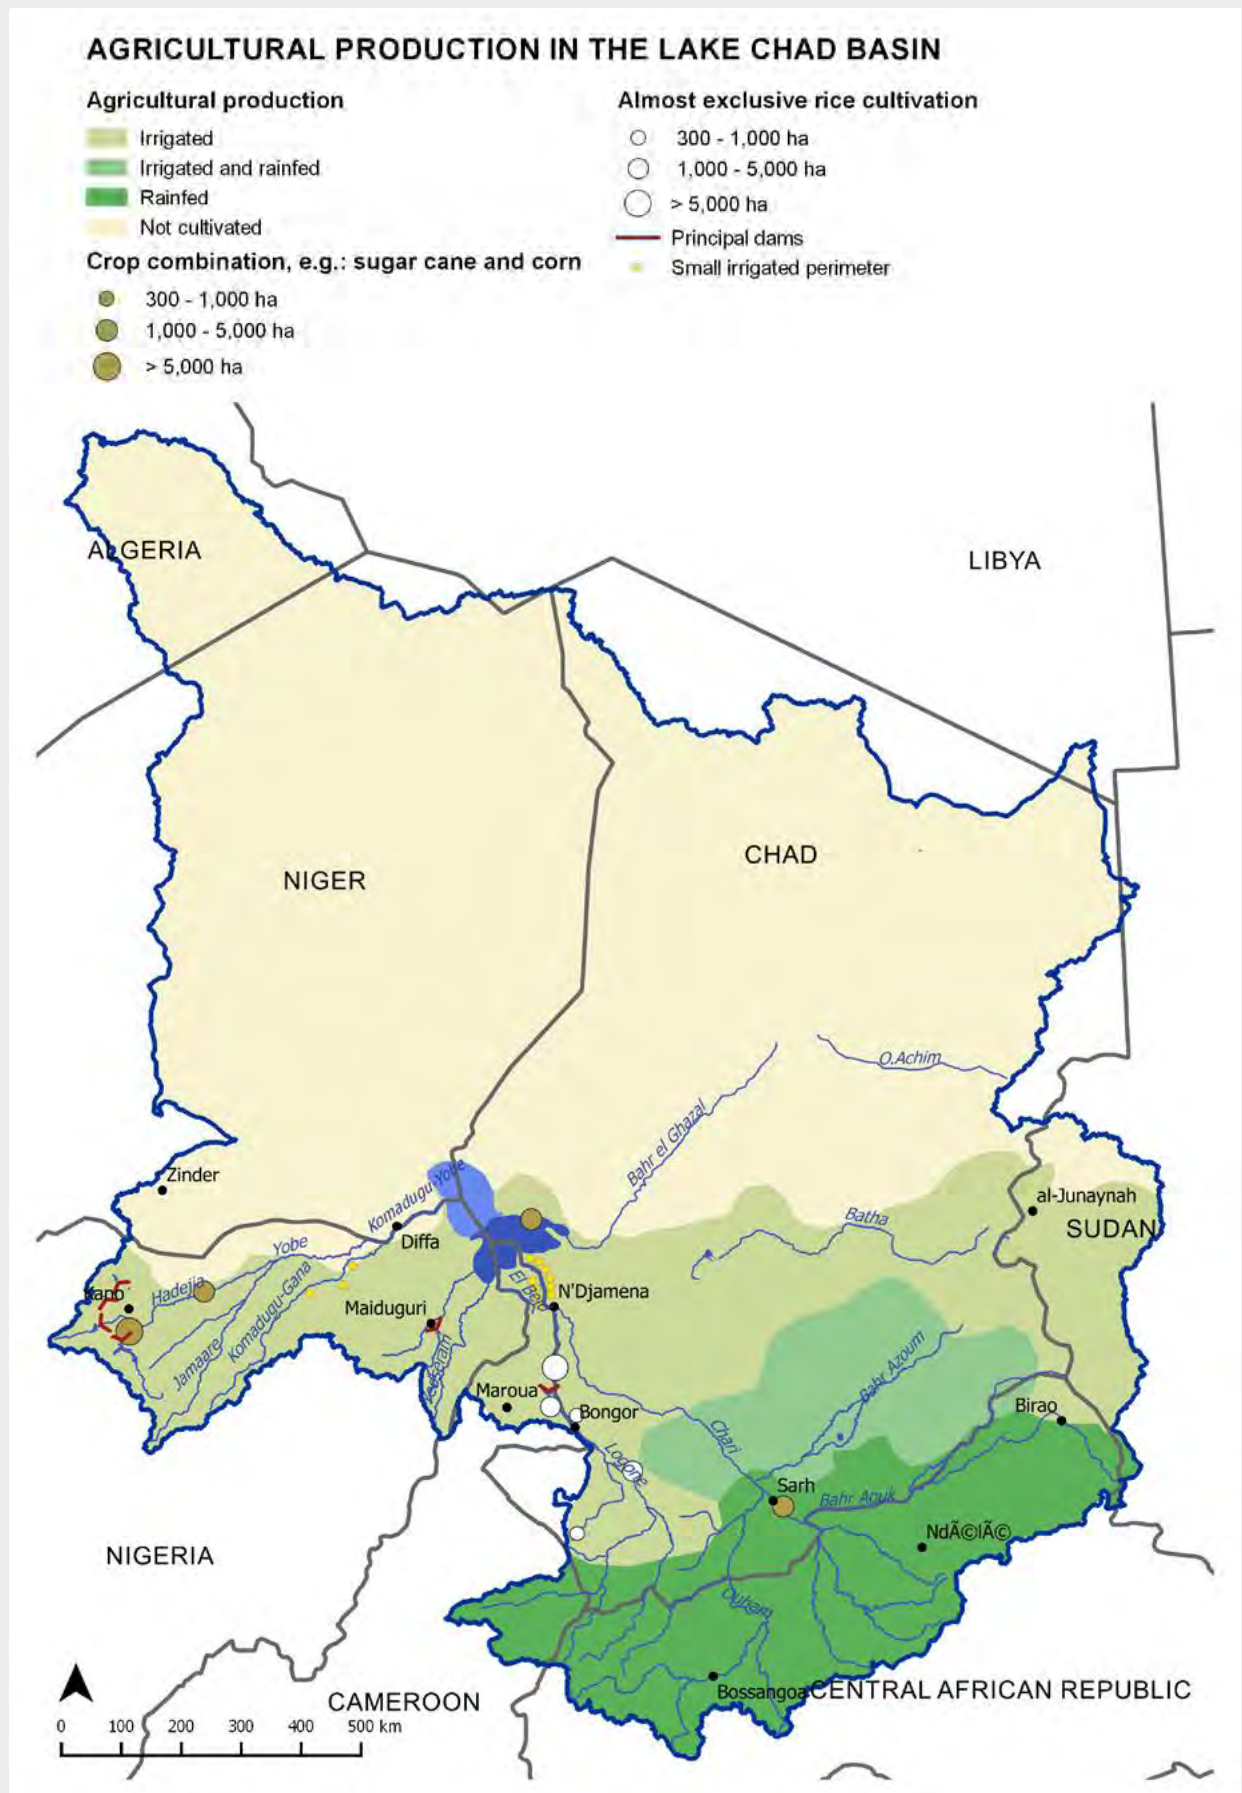 AGRICULTURAL PRODUCTION IN THE LAKE CHAD BASIN
Agricultural production
Irrigated
Irrigated and rainfed
Rainfed
Not cultivated
Crop combination, e.g.: sugar cane and corn
300 - 1,000 ha
1,000 - 5,000 ha
> 5,000 ha
Almost exclusive rice cultivation
300 - 1,000 ha
1,000 - 5,000 ha
> 5,000 ha
Principal dams
Small irrigated perimeter
ALGERIA
LIBYA
NIGER
CHAD
O.Achim
Bahr el Ghazal
Zinder
Komadugu-Yobe
al-Junaynah
SUDAN
Batha
Diffa
Yobe
Hadejja
Kano
Komadugu-Gana
Jamaare
Maiduguri
El Beid
N'Djamena
Maroua
Bongor
Bahr Azoum
Birao
Chari
Logone
Sarh
Bahr Aouk
NdÃ©lÃ©
NIGERIA
Ouham
Bossangoa
CENTRAL AFRICAN REPUBLIC
CAMEROON
0 100 200 300 400 500 km